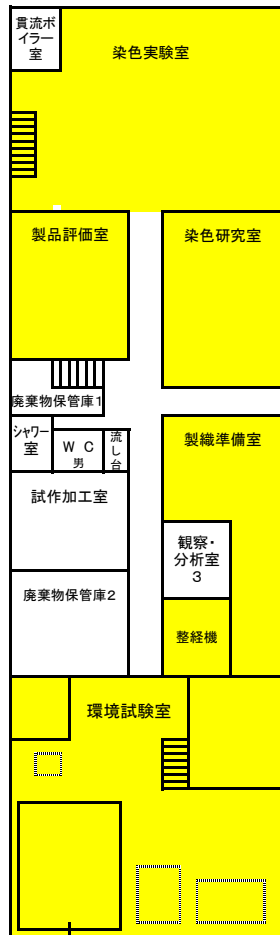 貫流ボ
イラー
室
染色実験室
製品評価室
染色研究室
廃棄物保管庫1
シャワー
室
ＷＣ
男
流
し
台
製織準備室
試作加工室
観察・
分析室
3
廃棄物保管庫2
整経機
環境試験室